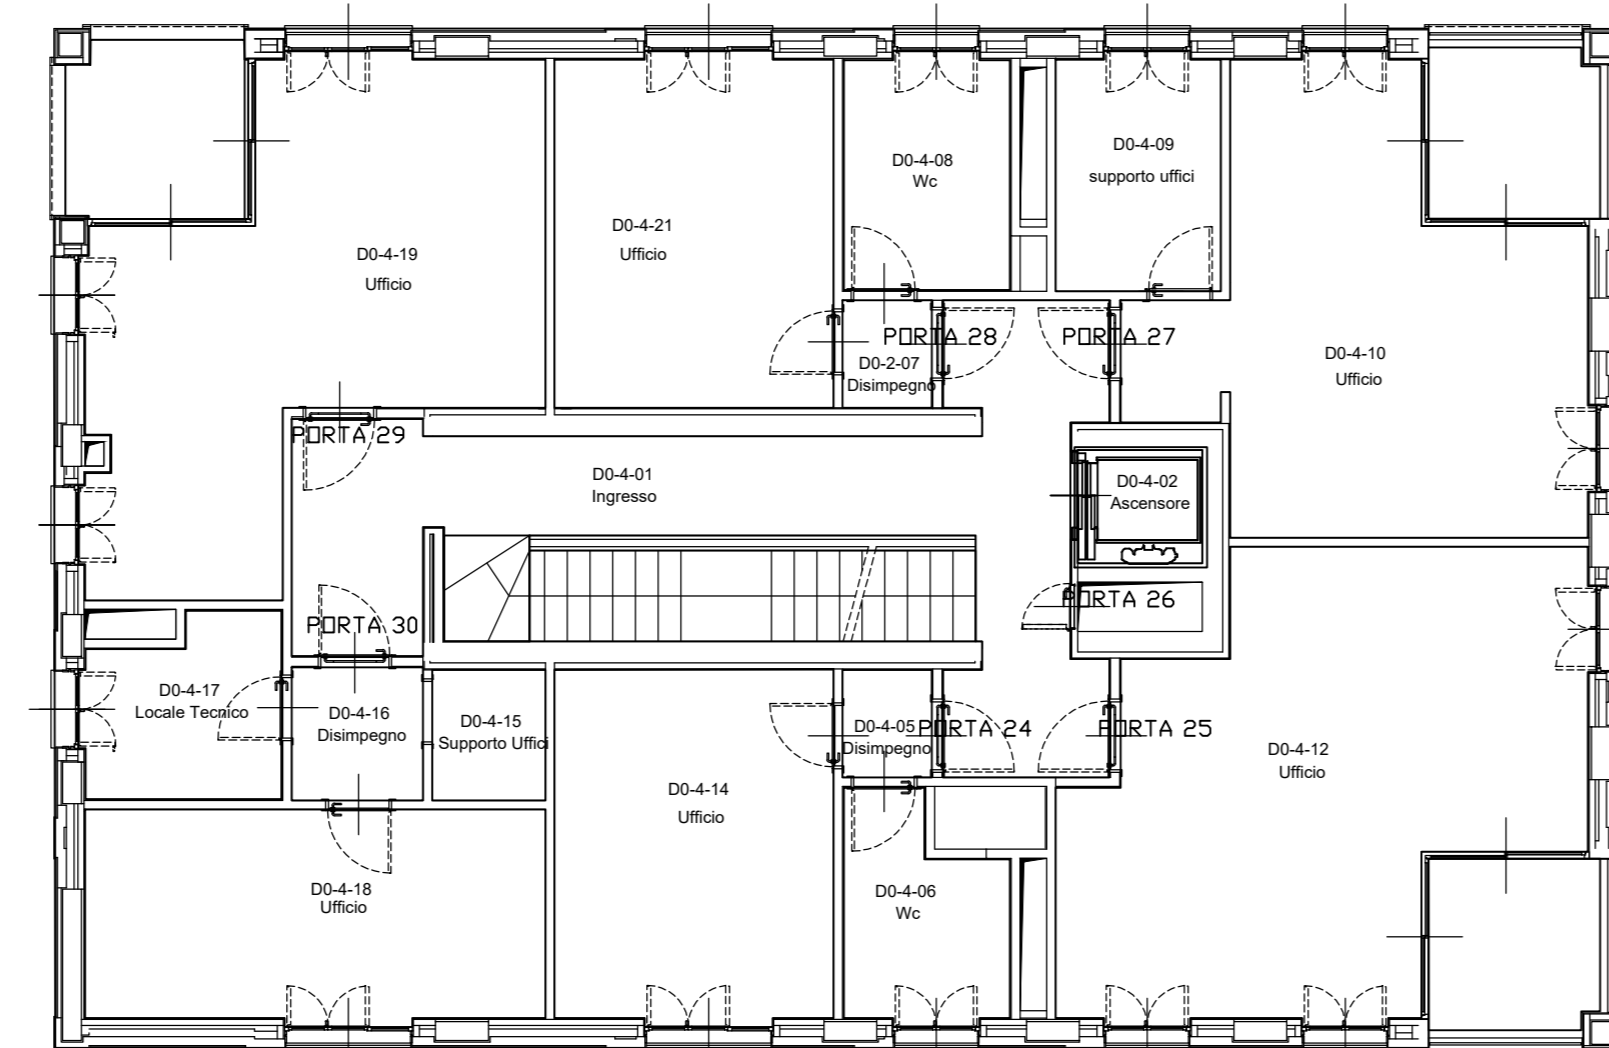 D0-4-09
supporto uffici
D0-4-08
Wc
D0-4-21
Ufficio
D0-4-19
Ufficio
PORTA 28
PORTA 27
D0-2-07
Disimpegno
D0-4-10
Ufficio
PORTA 29
D0-4-01
Ingresso
D0-4-02
Ascensore
PORTA 26
PORTA 30
D0-4-17
Locale Tecnico
D0-4-16
Disimpegno
D0-4-15
Supporto Uffici
D0-4-05
Disimpegno
PORTA 24
PORTA 25
D0-4-12
Ufficio
D0-4-14
Ufficio
D0-4-18
Ufficio
D0-4-06
Wc